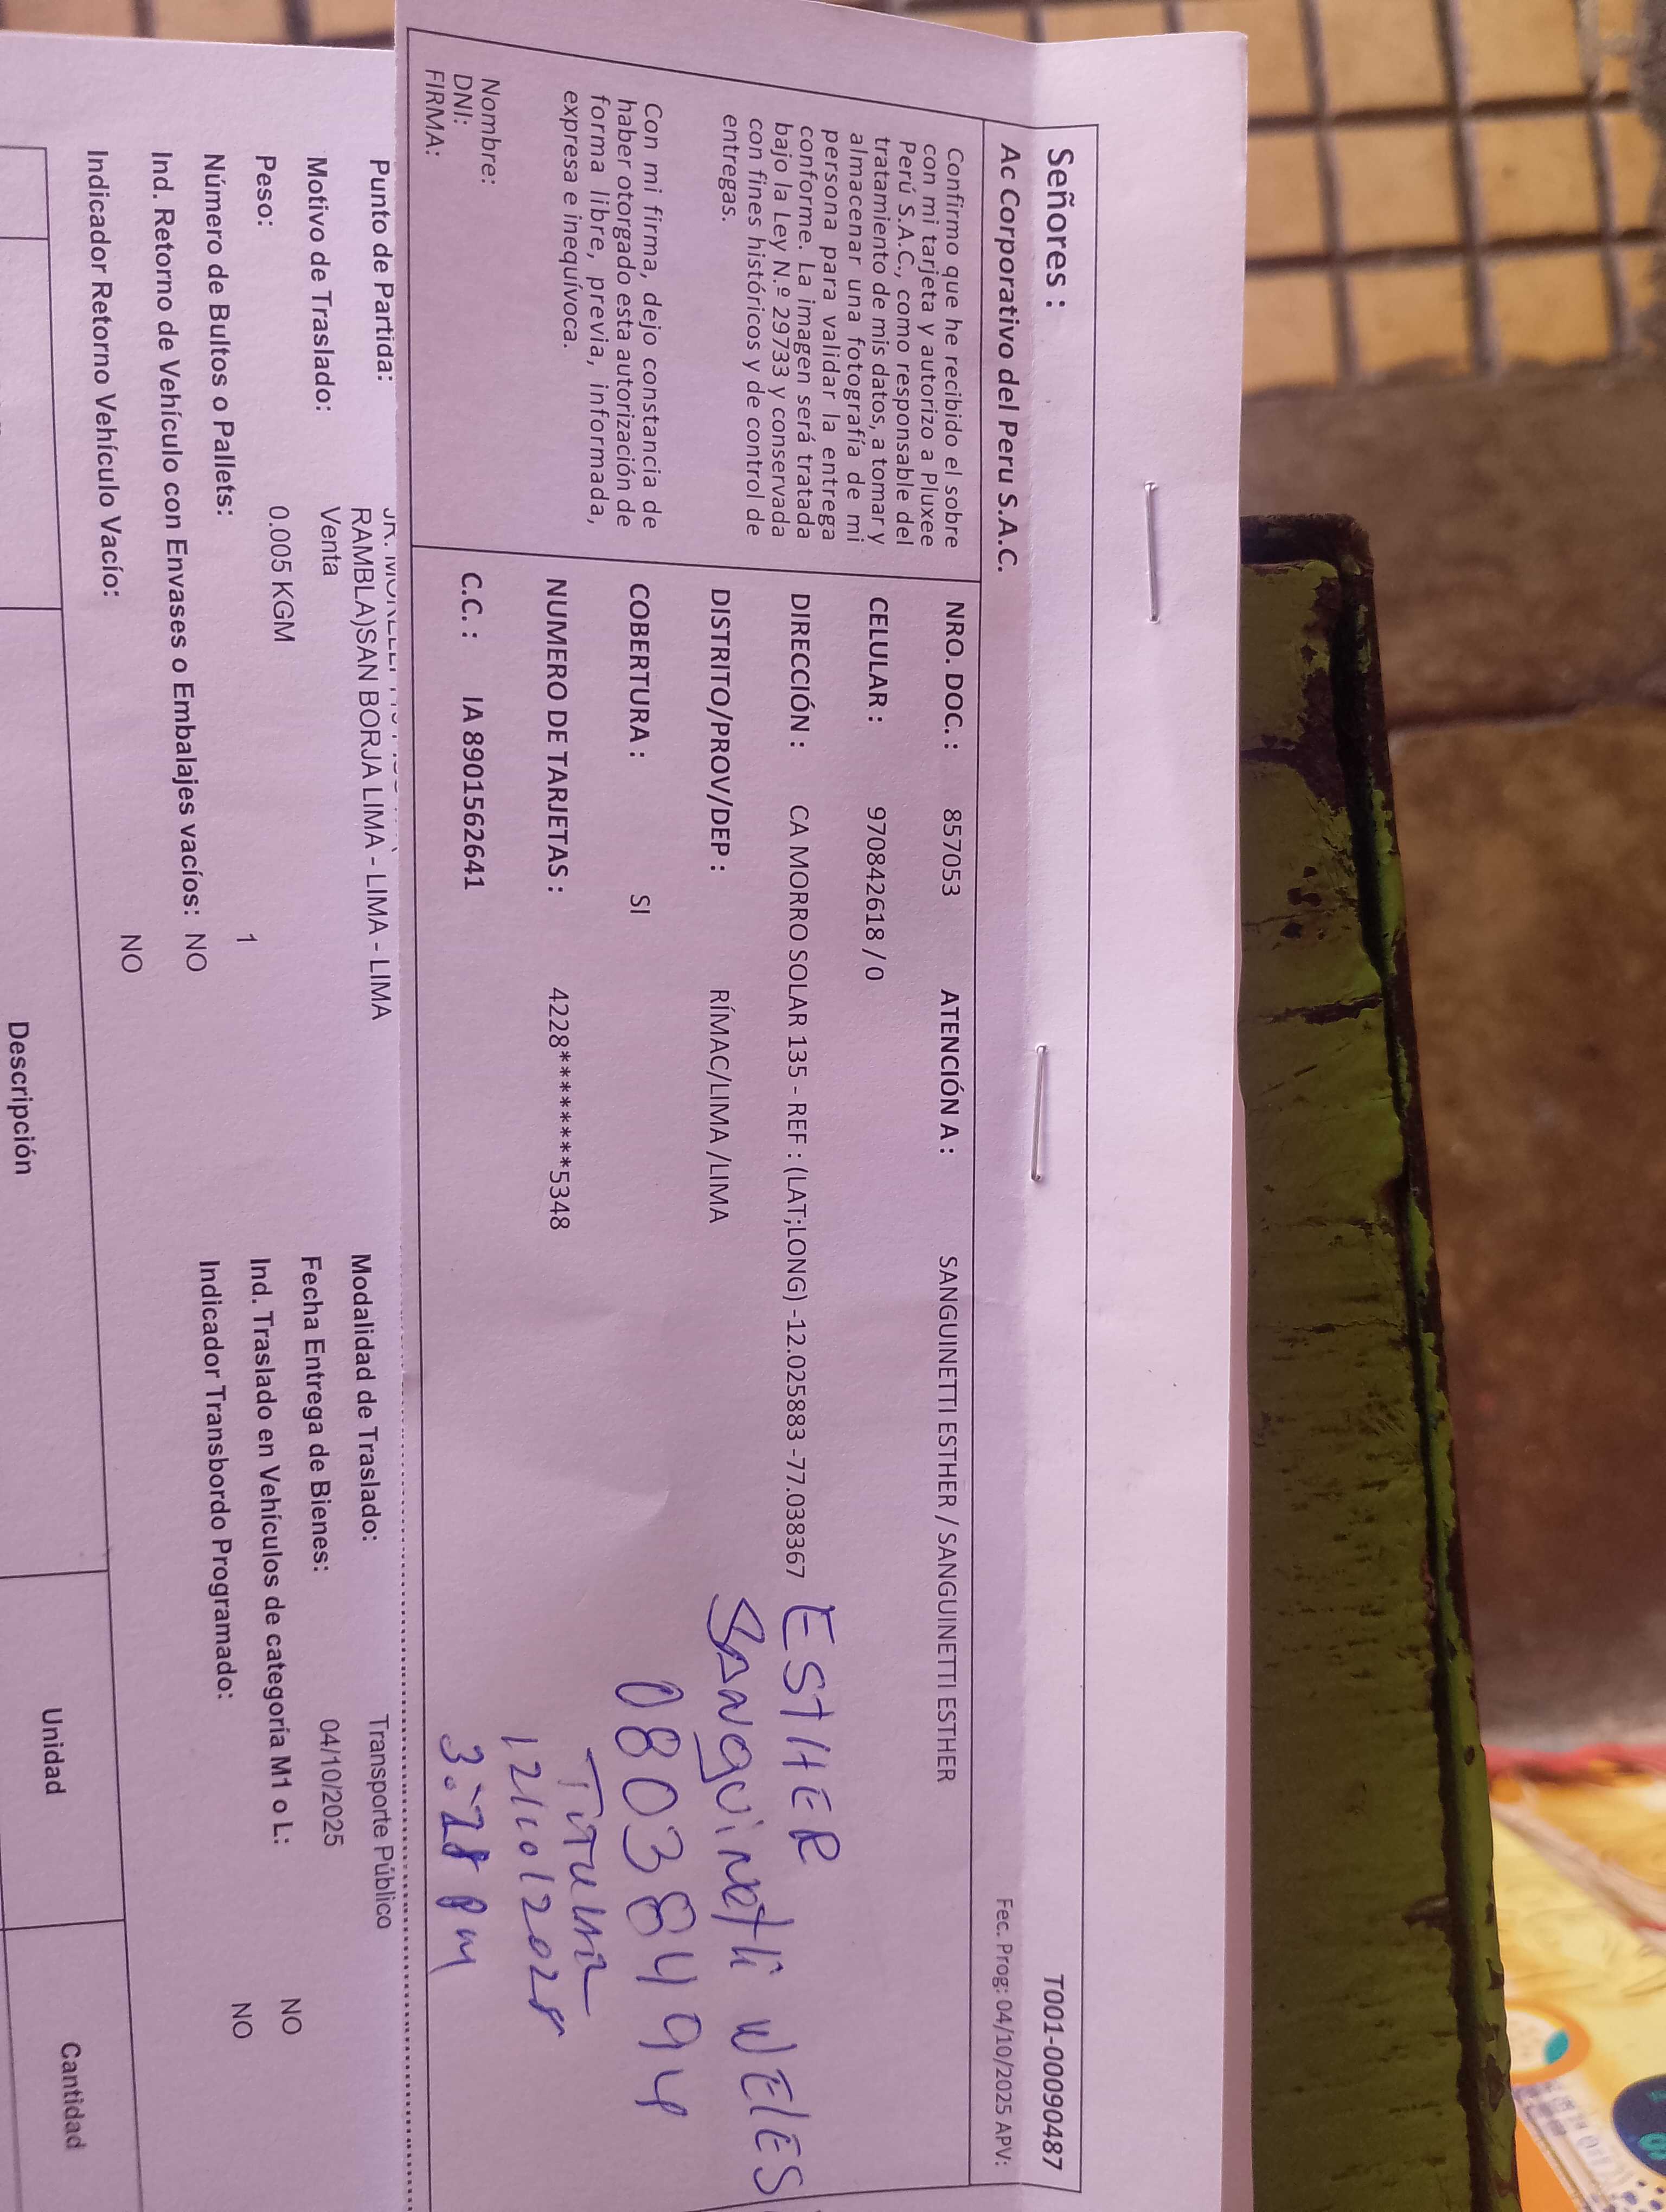 Señores :
T001-00090487
Ac Corporativo del Peru S.A.C.
Fec. Prog: 04/10/2025 APV:
Confirmo que he recibido el sobre
con mi tarjeta y autorizo a Pluxee
Perú S.A.C., como responsable del
tratamiento de mis datos, a tomar y
almacenar una fotografía de mi
persona para validar la entrega
conforme. La imagen será tratada
bajo la Ley N.º 29733 y conservada
con fines históricos y de control de
entregas.
Con mi firma, dejo constancia de
haber otorgado esta autorización de
forma libre, previa, informada,
expresa e inequívoca.
Nombre:
DNI:
FIRMA:
NRO. DOC. : 857053 ATENCIÓN A : SANGUINETTI ESTHER / SANGUINETTI ESTHER
CELULAR : 970842618 / 0
DIRECCIÓN : CA MORRO SOLAR 135 - REF : (LAT;LONG) -12.025883 -77.038367
DISTRITO/PROV/DEP : RÍMAC/LIMA /LIMA
COBERTURA : SI
NUMERO DE TARJETAS : 4228*********5348
C.C. : IA 8901562641
ESTHER
SANguinetti
08038494
3:28 PM
Punto de Partida:
RAMBLA)SAN BORJA LIMA - LIMA - LIMA
Modalidad de Traslado: Transporte Público
Motivo de Traslado: Venta
Fecha Entrega de Bienes: 04/10/2025
Peso: 0.005 KGM
Ind. Traslado en Vehículos de categoría M1 o L: NO
Número de Bultos o Pallets: 1
Indicador Transbordo Programado: NO
Ind. Retorno de Vehículo con Envases o Embalajes vacíos: NO
Indicador Retorno Vehículo Vacío: NO
Descripción Unidad Cantidad